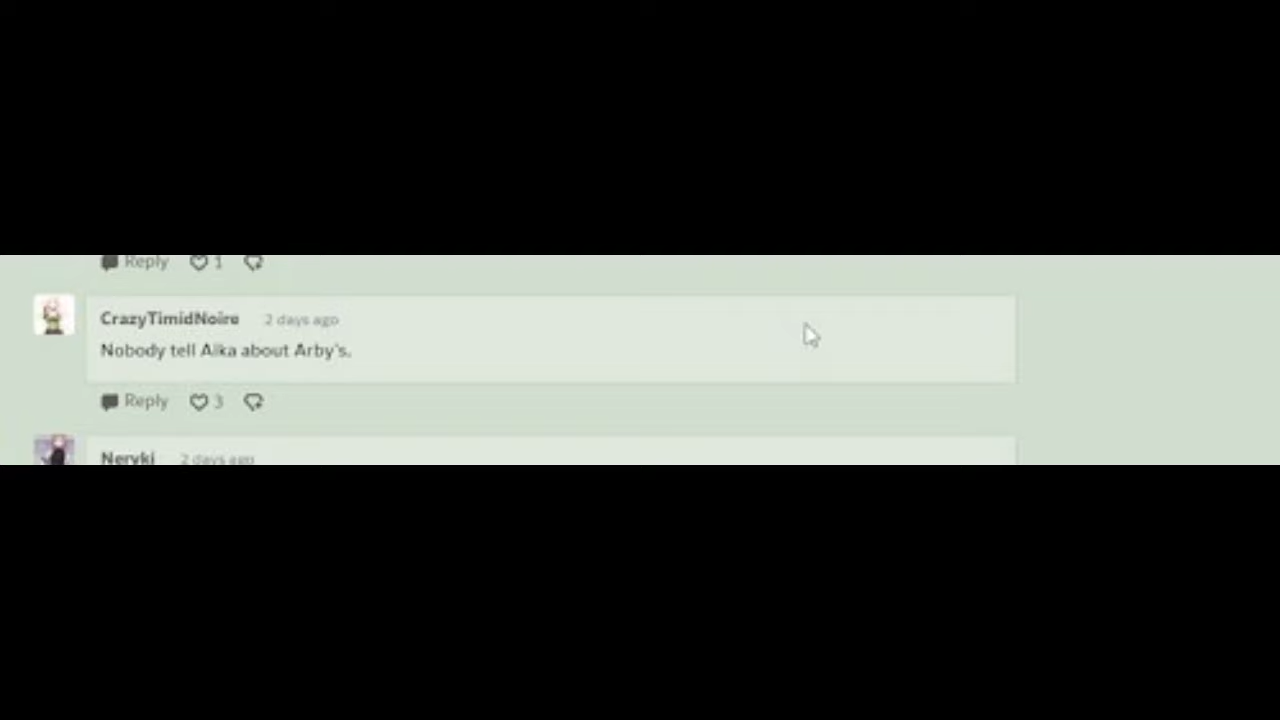 Reply 1
CrazyTimidNoire 2 days ago
Nobody tell Aika about Arby's.
Reply 3
Neryki 2 days ago